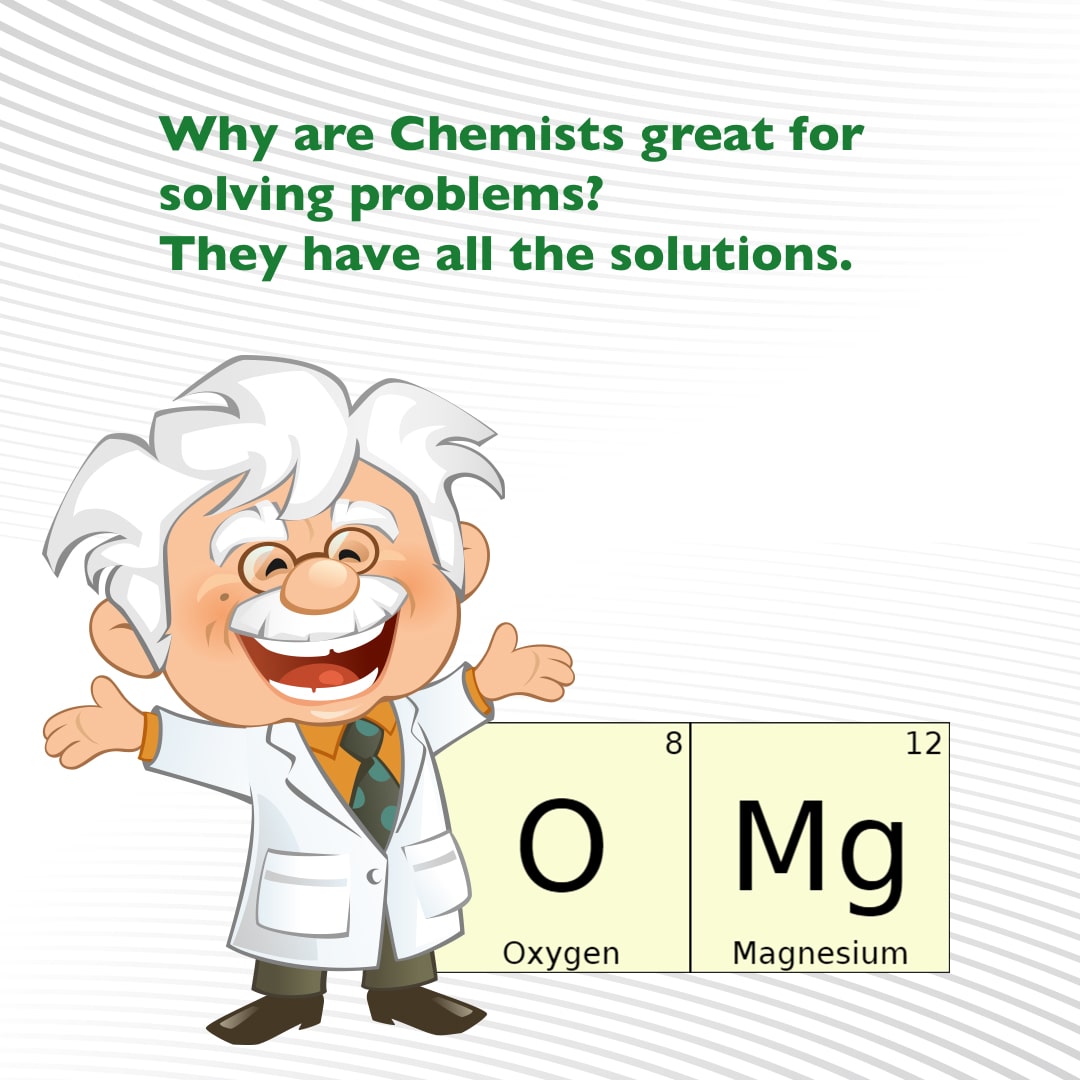 Why are Chemists great for
solving problems?
They have all the solutions.
8
12
O
Mg
Oxygen
Magnesium